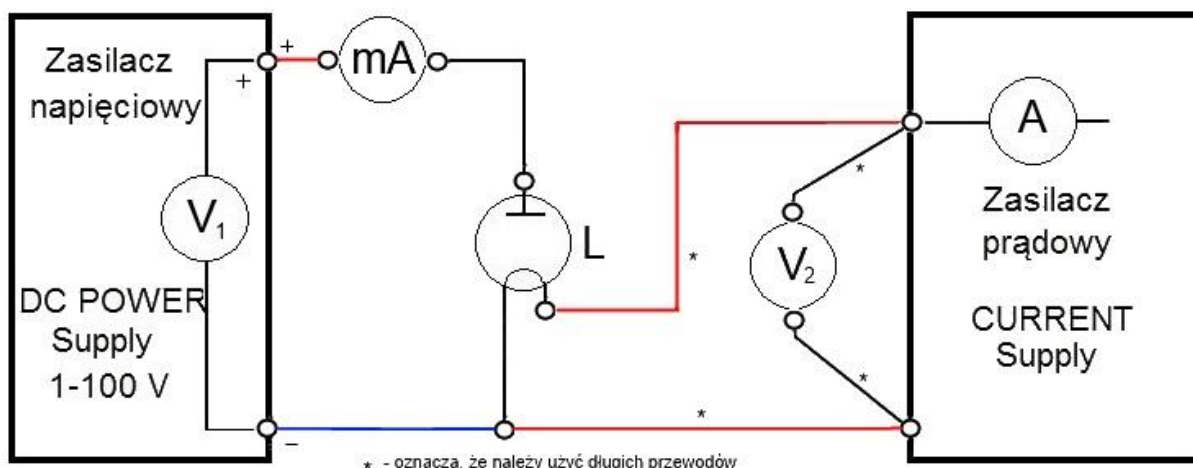 Zasilacz
napięciowy
+
+
mA
V₁
DC POWER
Supply
1-100 V
−
L
*
*
*
*
V₂
A
Zasilacz
prądowy
CURRENT
Supply
* - oznacza, że należy użyć długich przewodów